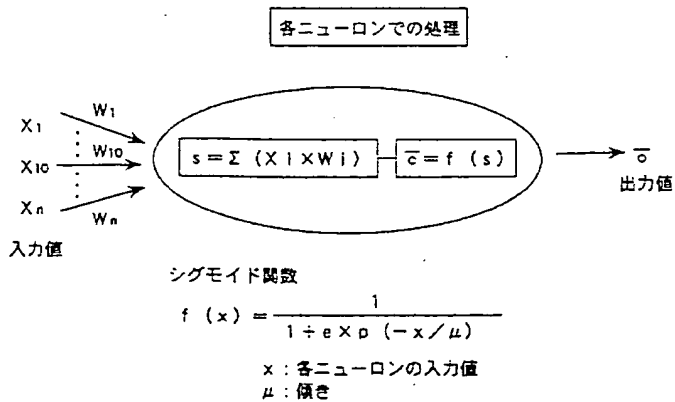 各ニューロンでの処理
X1
W1
X10
W10
Xn
Wn
入力値
s=Σ (Xi×Wi)
c̅=f (s)
o̅
出力値
シグモイド関数
f (x) = 1 / 1÷e×p (-x/μ)
x:各ニューロンの入力値
μ:傾き